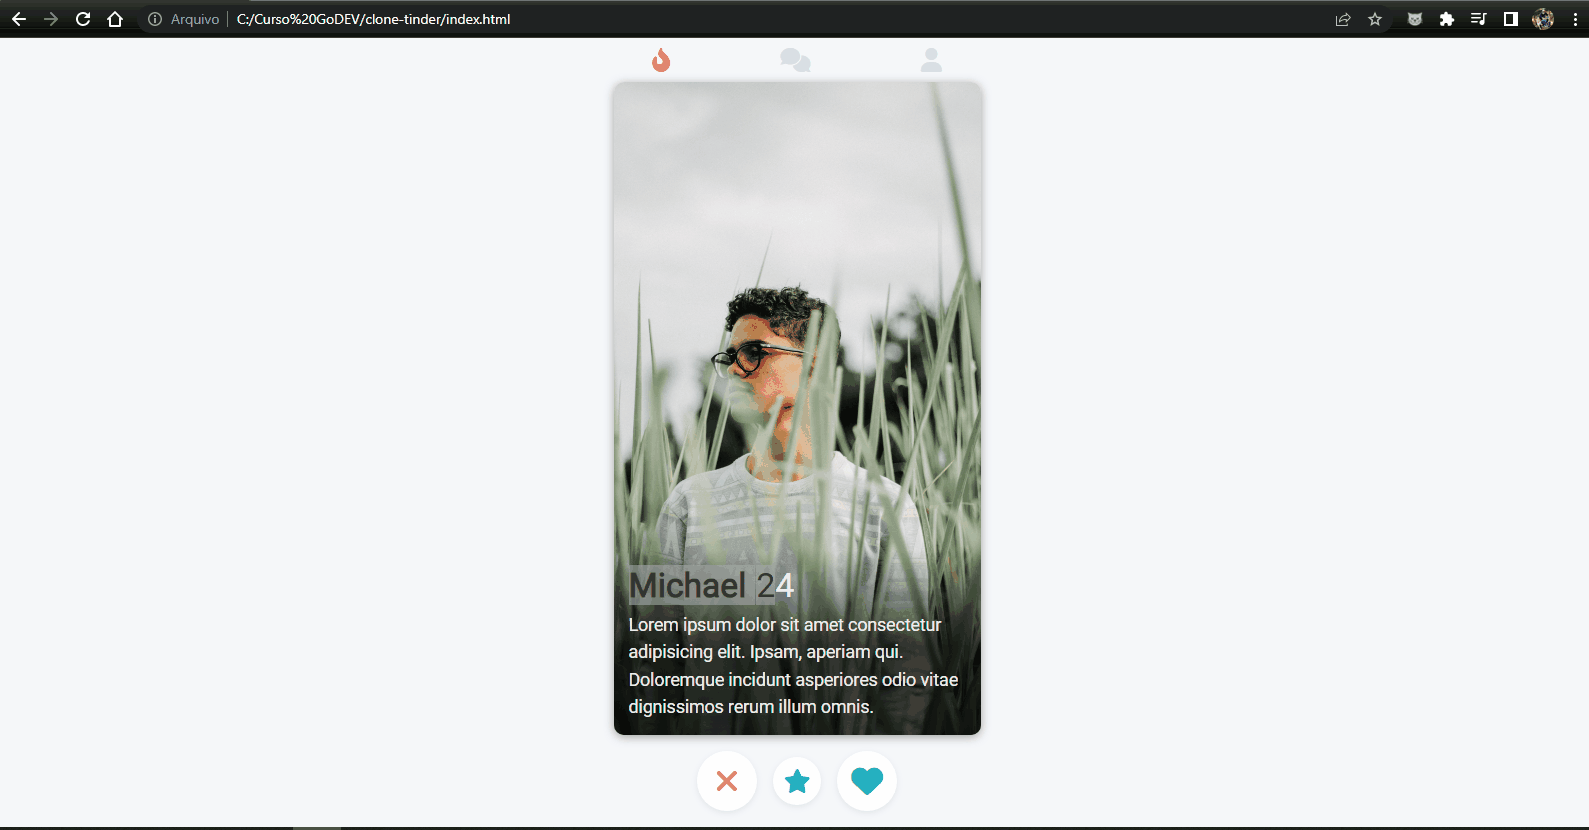 Arquivo | C:/Curso%20GoDEV/clone-tinder/index.html
Michael 24
Lorem ipsum dolor sit amet consectetur
adipisicing elit. Ipsam, aperiam qui.
Doloremque incidunt asperiores odio vitae
dignissimos rerum illum omnis.